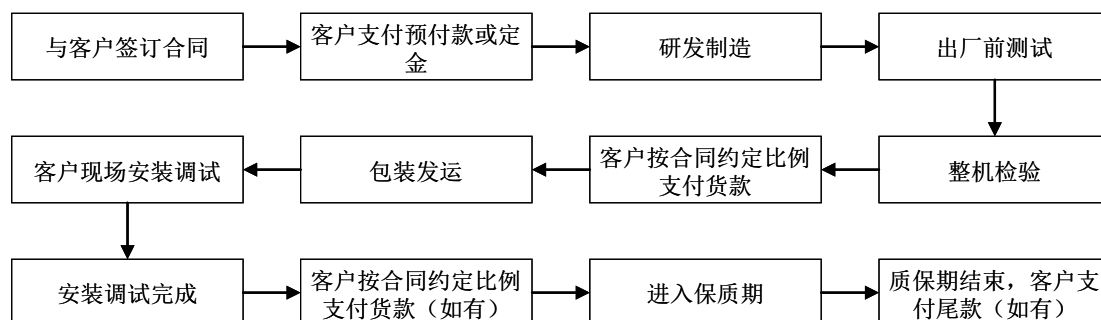 与客户签订合同
客户支付预付款或定
金
研发制造
出厂前测试
整机检验
客户按合同约定比例
支付货款
包装发运
客户现场安装调试
安装调试完成
客户按合同约定比例
支付货款（如有）
进入保质期
质保期结束，客户支
付尾款（如有）